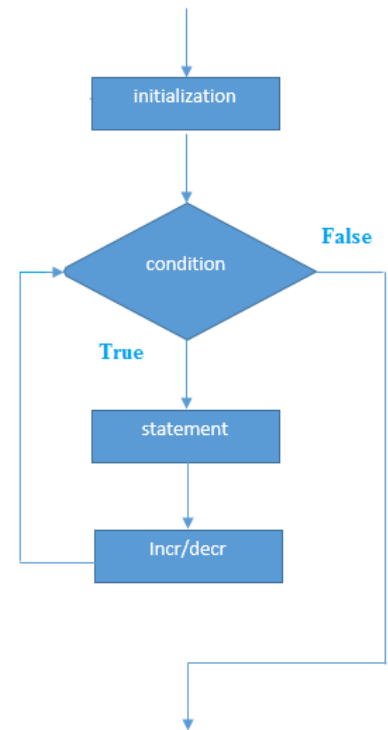 initialization
False
condition
True
statement
Incr/decr